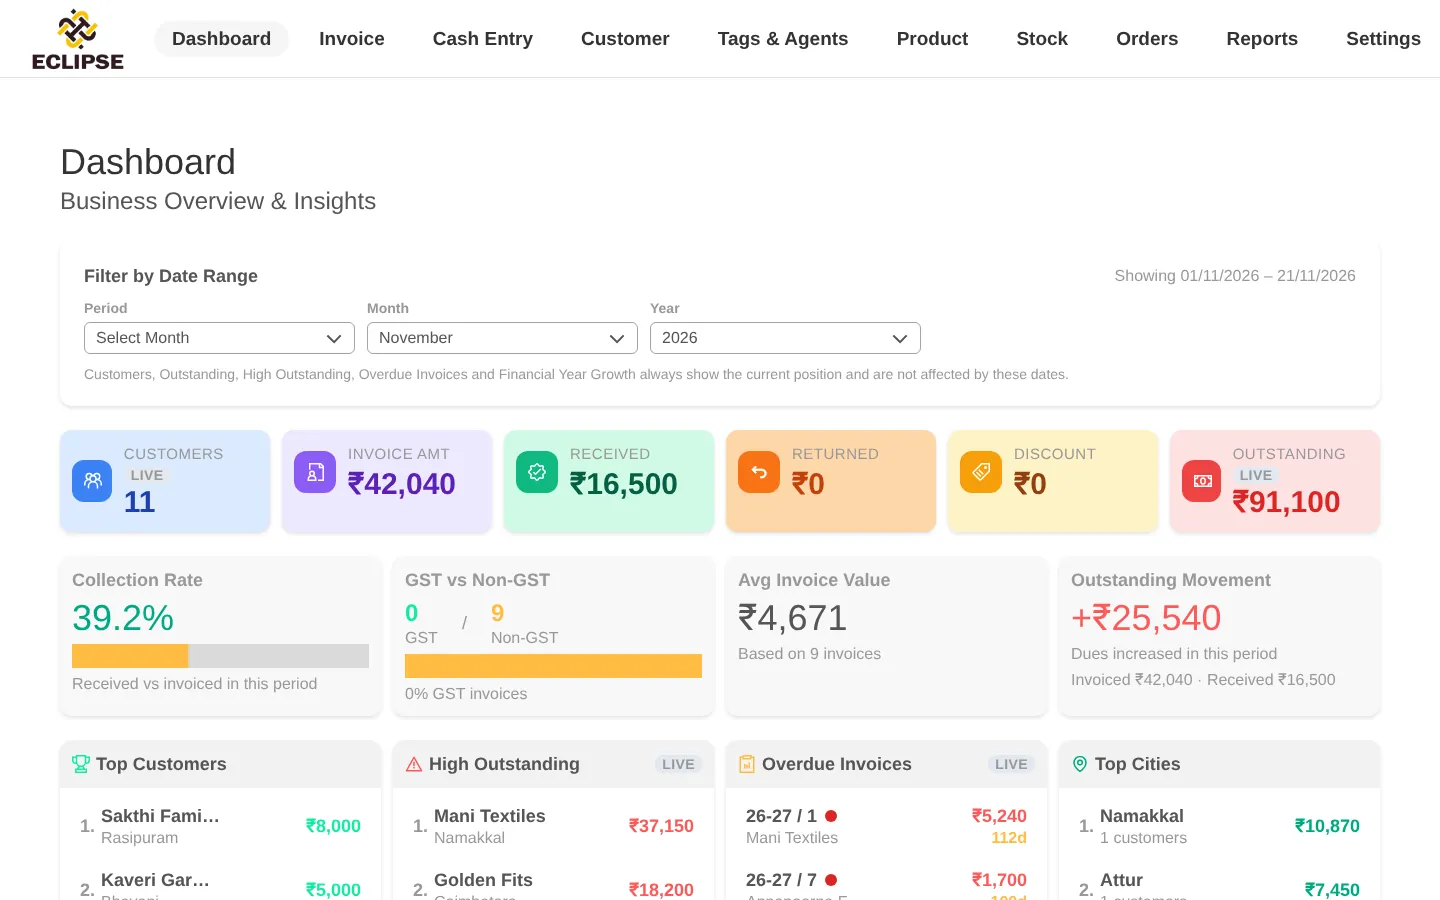 ECLIPSE
Dashboard
Invoice
Cash Entry
Customer
Tags & Agents
Product
Stock
Orders
Reports
Settings
Dashboard
Business Overview & Insights
Filter by Date Range
Showing 01/11/2026 – 21/11/2026
Period
Month
Year
Select Month
November
2026
Customers, Outstanding, High Outstanding, Overdue Invoices and Financial Year Growth always show the current position and are not affected by these dates.
CUSTOMERS
LIVE
11
INVOICE AMT
₹42,040
RECEIVED
₹16,500
RETURNED
₹0
DISCOUNT
₹0
OUTSTANDING
LIVE
₹91,100
Collection Rate
39.2%
Received vs invoiced in this period
GST vs Non-GST
0 / 9
GST Non-GST
0% GST invoices
Avg Invoice Value
₹4,671
Based on 9 invoices
Outstanding Movement
+₹25,540
Dues increased in this period
Invoiced ₹42,040 · Received ₹16,500
Top Customers
1. Sakthi Fami… ₹8,000
Rasipuram
2. Kaveri Gar… ₹5,000
High Outstanding LIVE
1. Mani Textiles ₹37,150
Namakkal
2. Golden Fits ₹18,200
Overdue Invoices LIVE
26-27 / 1 ₹5,240
Mani Textiles 112d
26-27 / 7 ₹1,700
Top Cities
1. Namakkal ₹10,870
1 customers
2. Attur ₹7,450